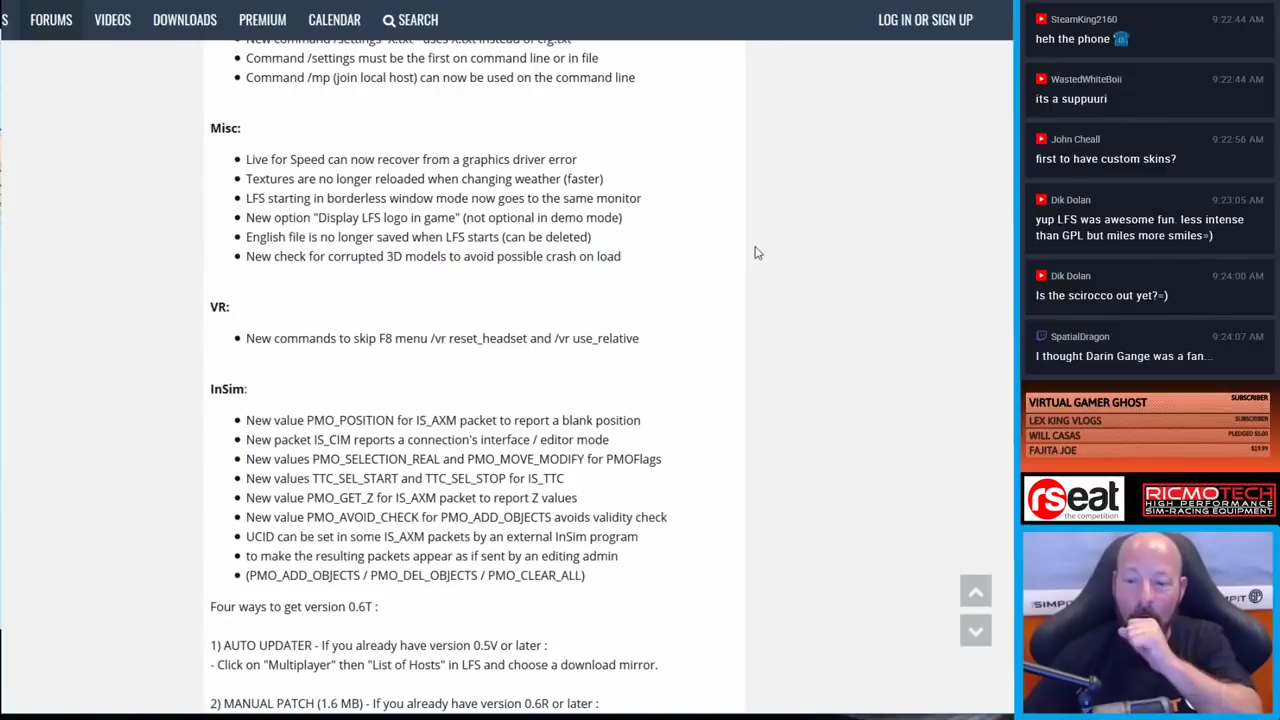 S FORUMS VIDEOS DOWNLOADS PREMIUM CALENDAR SEARCH LOG IN OR SIGN UP
Command /settings must be the first on command line or in file
Command /mp (join local host) can now be used on the command line
Misc:
Live for Speed can now recover from a graphics driver error
Textures are no longer reloaded when changing weather (faster)
LFS starting in borderless window mode now goes to the same monitor
New option "Display LFS logo in game" (not optional in demo mode)
English file is no longer saved when LFS starts (can be deleted)
New check for corrupted 3D models to avoid possible crash on load
VR:
New commands to skip F8 menu /vr reset_headset and /vr use_relative
InSim:
New value PMO_POSITION for IS_AXM packet to report a blank position
New packet IS_CIM reports a connection's interface / editor mode
New values PMO_SELECTION_REAL and PMO_MOVE_MODIFY for PMOFlags
New values TTC_SEL_START and TTC_SEL_STOP for IS_TTC
New value PMO_GET_Z for IS_AXM packet to report Z values
New value PMO_AVOID_CHECK for PMO_ADD_OBJECTS avoids validity check
UCID can be set in some IS_AXM packets by an external InSim program
to make the resulting packets appear as if sent by an editing admin
(PMO_ADD_OBJECTS / PMO_DEL_OBJECTS / PMO_CLEAR_ALL)
Four ways to get version 0.6T :
1) AUTO UPDATER - If you already have version 0.5V or later :
- Click on "Multiplayer" then "List of Hosts" in LFS and choose a download mirror.
2) MANUAL PATCH (1.6 MB) - If you already have version 0.6R or later :
SteamKing2160 9:22:44 AM
heh the phone
WastedWhiteBoii 9:22:44 AM
its a suppuuri
John Cheall 9:22:56 AM
first to have custom skins?
Dik Dolan 9:23:05 AM
yup LFS was awesome fun. less intense
than GPL but miles more smiles=)
Dik Dolan 9:24:00 AM
Is the scirocco out yet?=)
SpatialDragon 9:24:07 AM
I thought Darin Gange was a fan...
VIRTUAL GAMER GHOST SUBSCRIBER
LEX KING VLOGS SUBSCRIBER
WILL CASAS PLEDGED $5.00
FAJITA JOE $19.99
rseat
the competition
RICMOTECH
HIGH PERFORMANCE
SIM-RACING EQUIPMENT